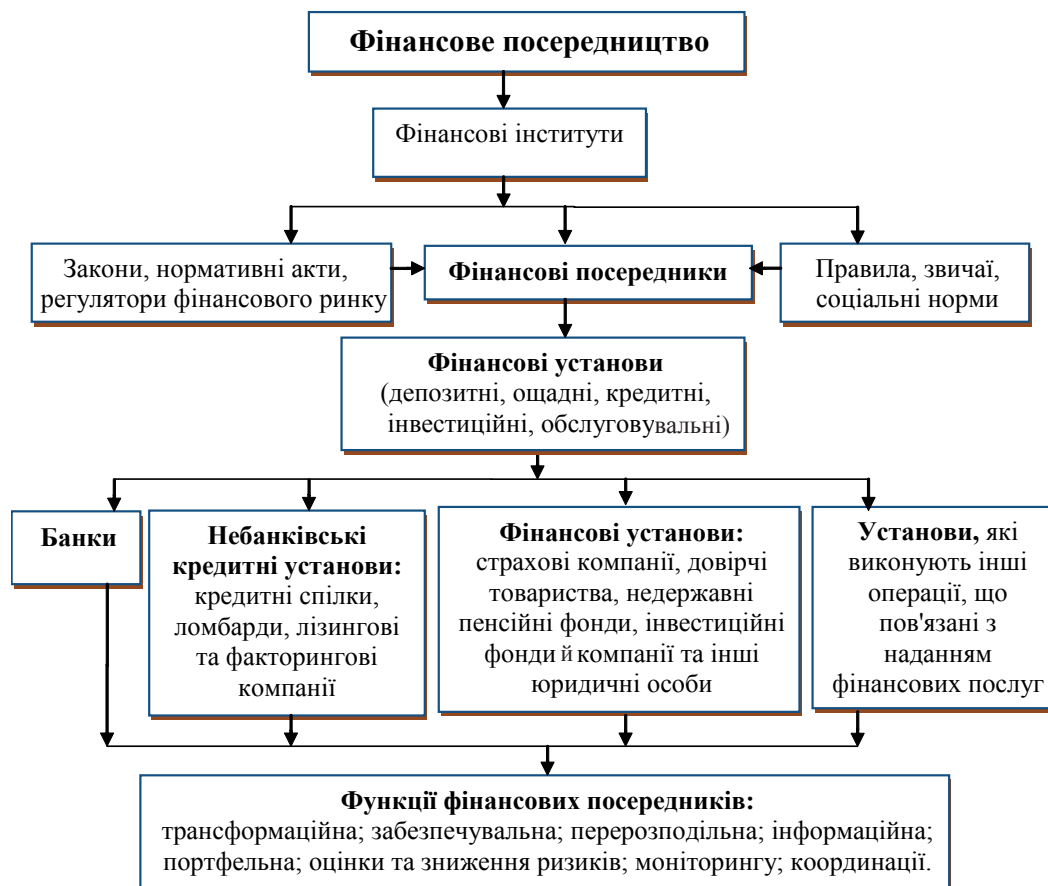 Фінансове посередництво
Фінансові інститути
Закони, нормативні акти,
регулятори фінансового ринку
Фінансові посередники
Правила, звичаї,
соціальні норми
Фінансові установи
(депозитні, ощадні, кредитні,
інвестиційні, обслуговувальні)
Банки
Небанківські
кредитні установи:
кредитні спілки,
ломбарди, лізингові
та факторингові
компанії
Фінансові установи:
страхові компанії, довірчі
товариства, недержавні
пенсійні фонди, інвестиційні
фонди й компанії та інші
юридичні особи
Установи, які
виконують інші
операції, що
пов'язані з
наданням
фінансових послуг
Функції фінансових посередників:
трансформаційна; забезпечувальна; перерозподільна; інформаційна;
портфельна; оцінки та зниження ризиків; моніторингу; координації.